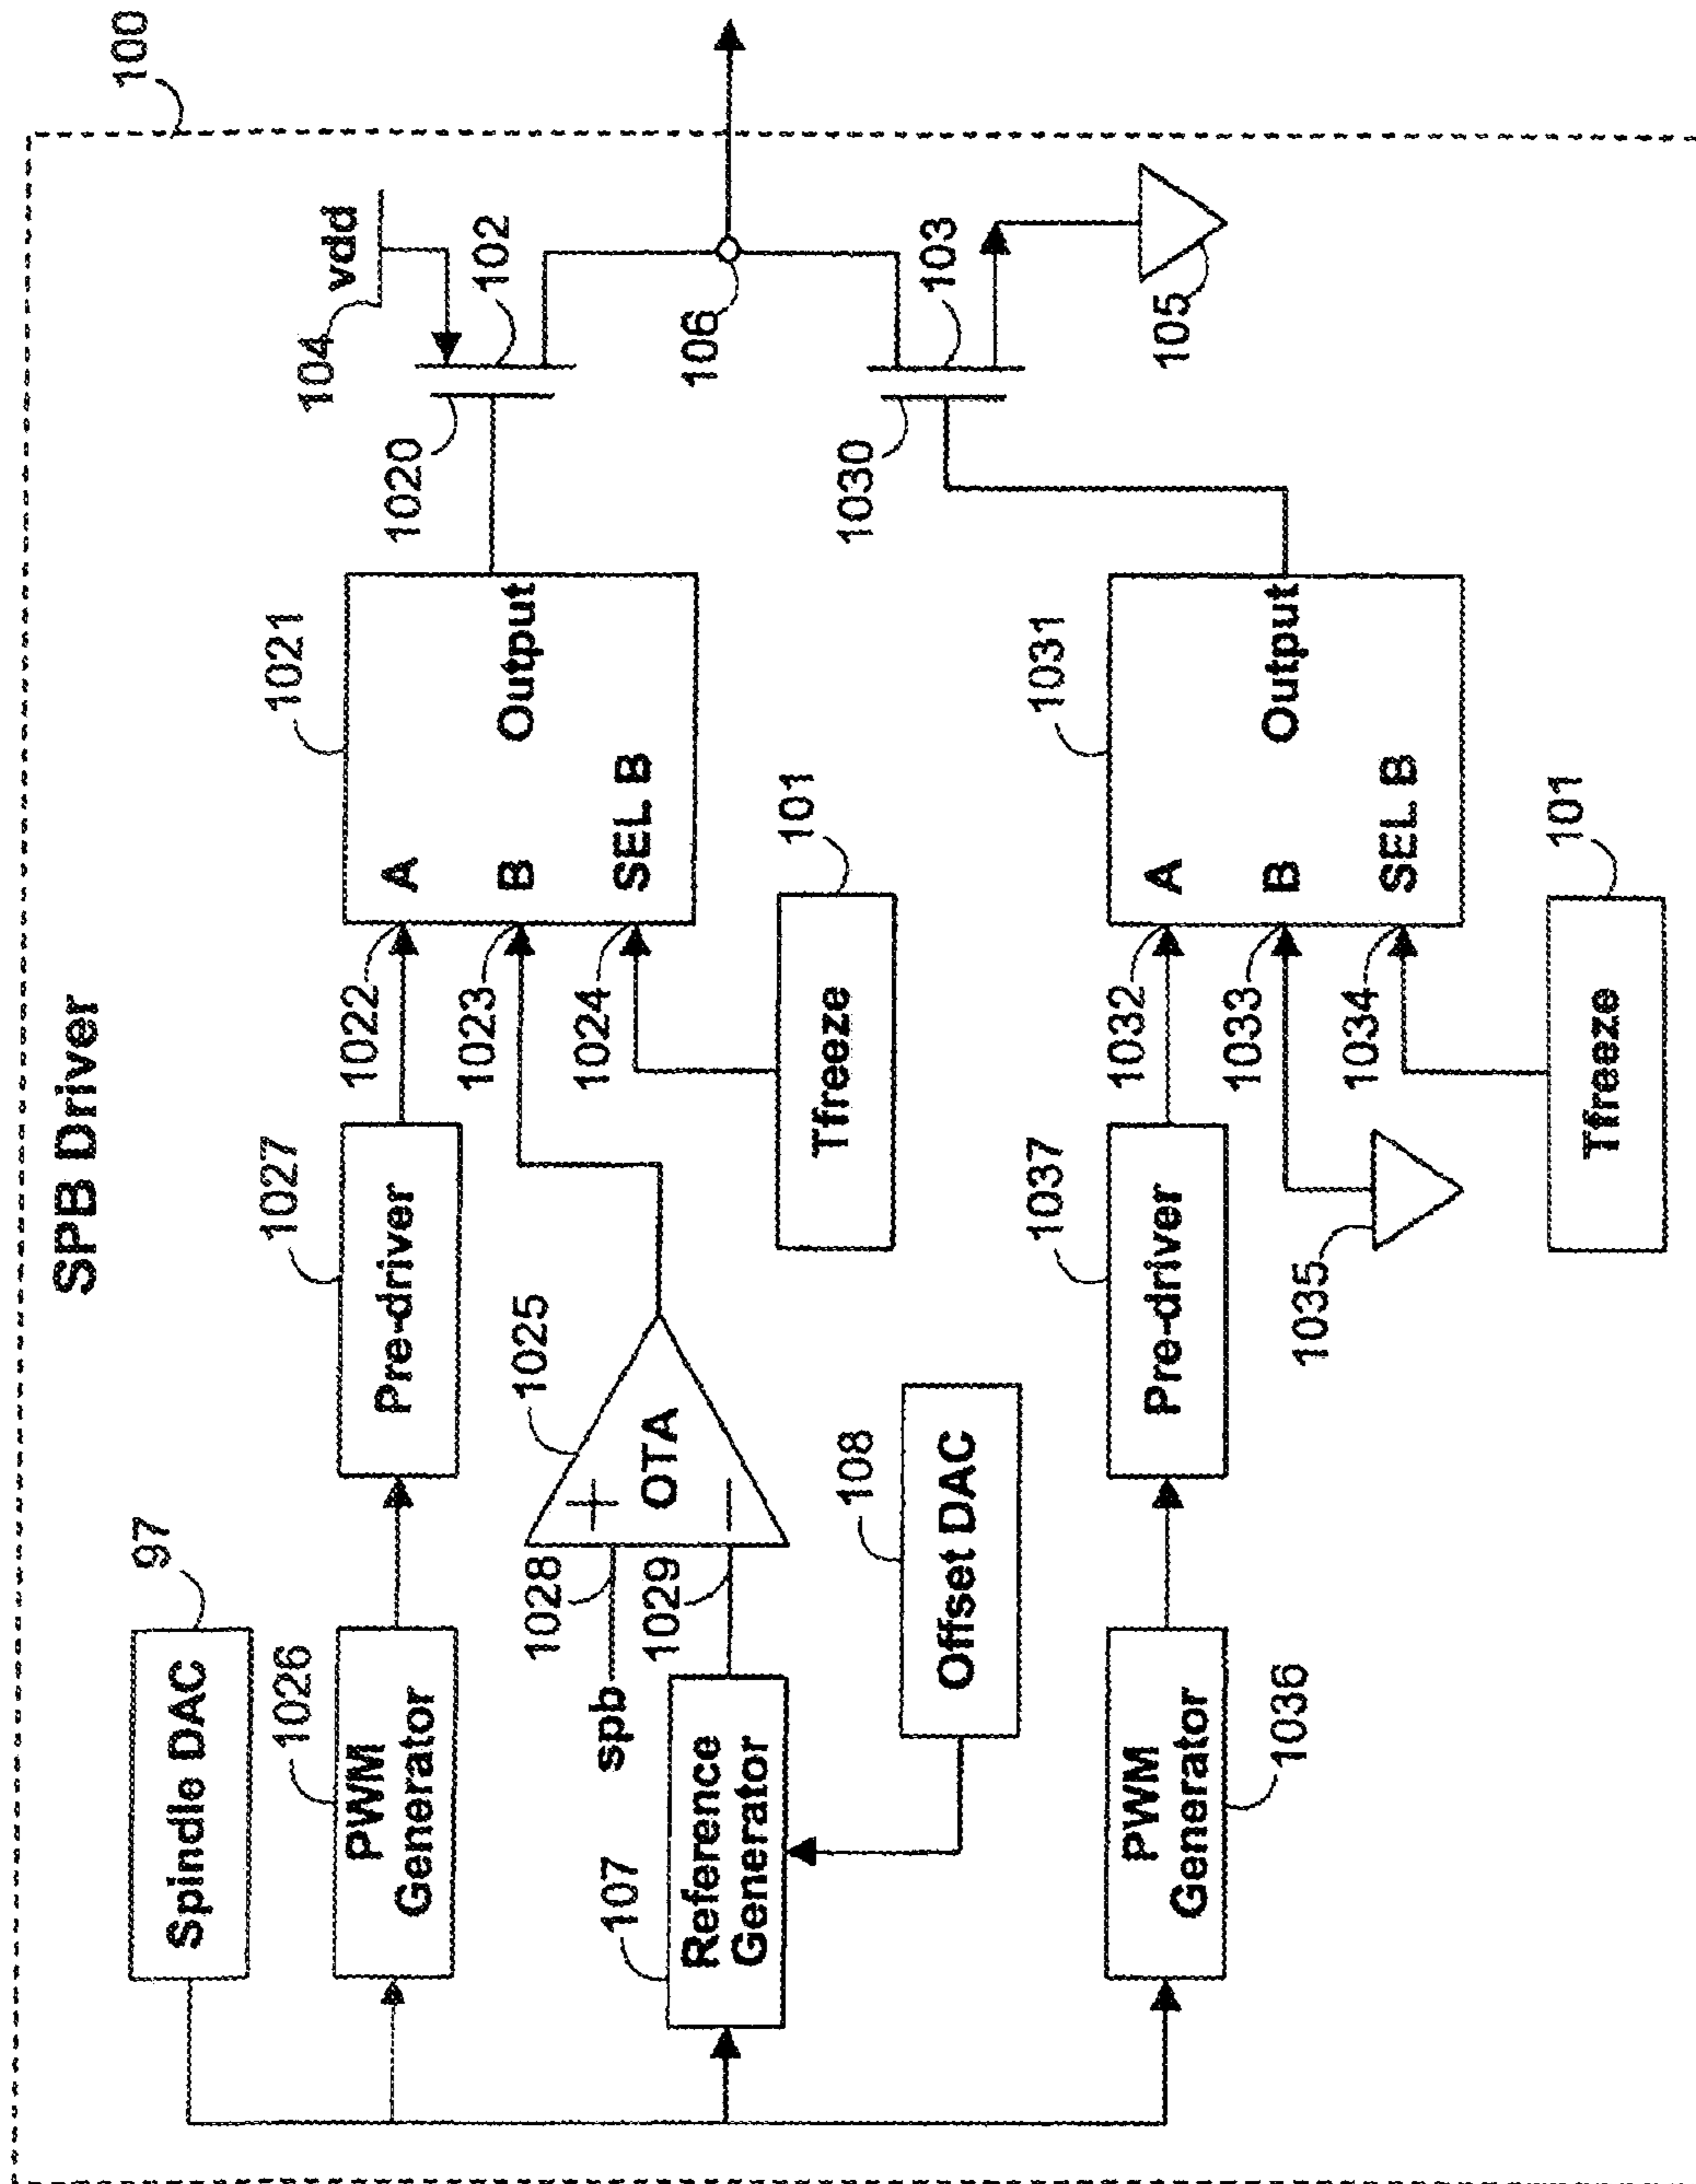 SPB Driver
100
97
Spindle DAC
1026
PWM
Generator
1027
Pre-driver
1022
1023
1024
A
B
SEL B
Output
1021
1020
104
vdd
102
106
1025
OTA
+
−
1028
spb
1029
107
Reference
Generator
108
Offset DAC
Tfreeze
101
1036
PWM
Generator
1037
Pre-driver
1032
1033
1034
1035
A
B
SEL B
Output
1031
1030
103
105
Tfreeze
101